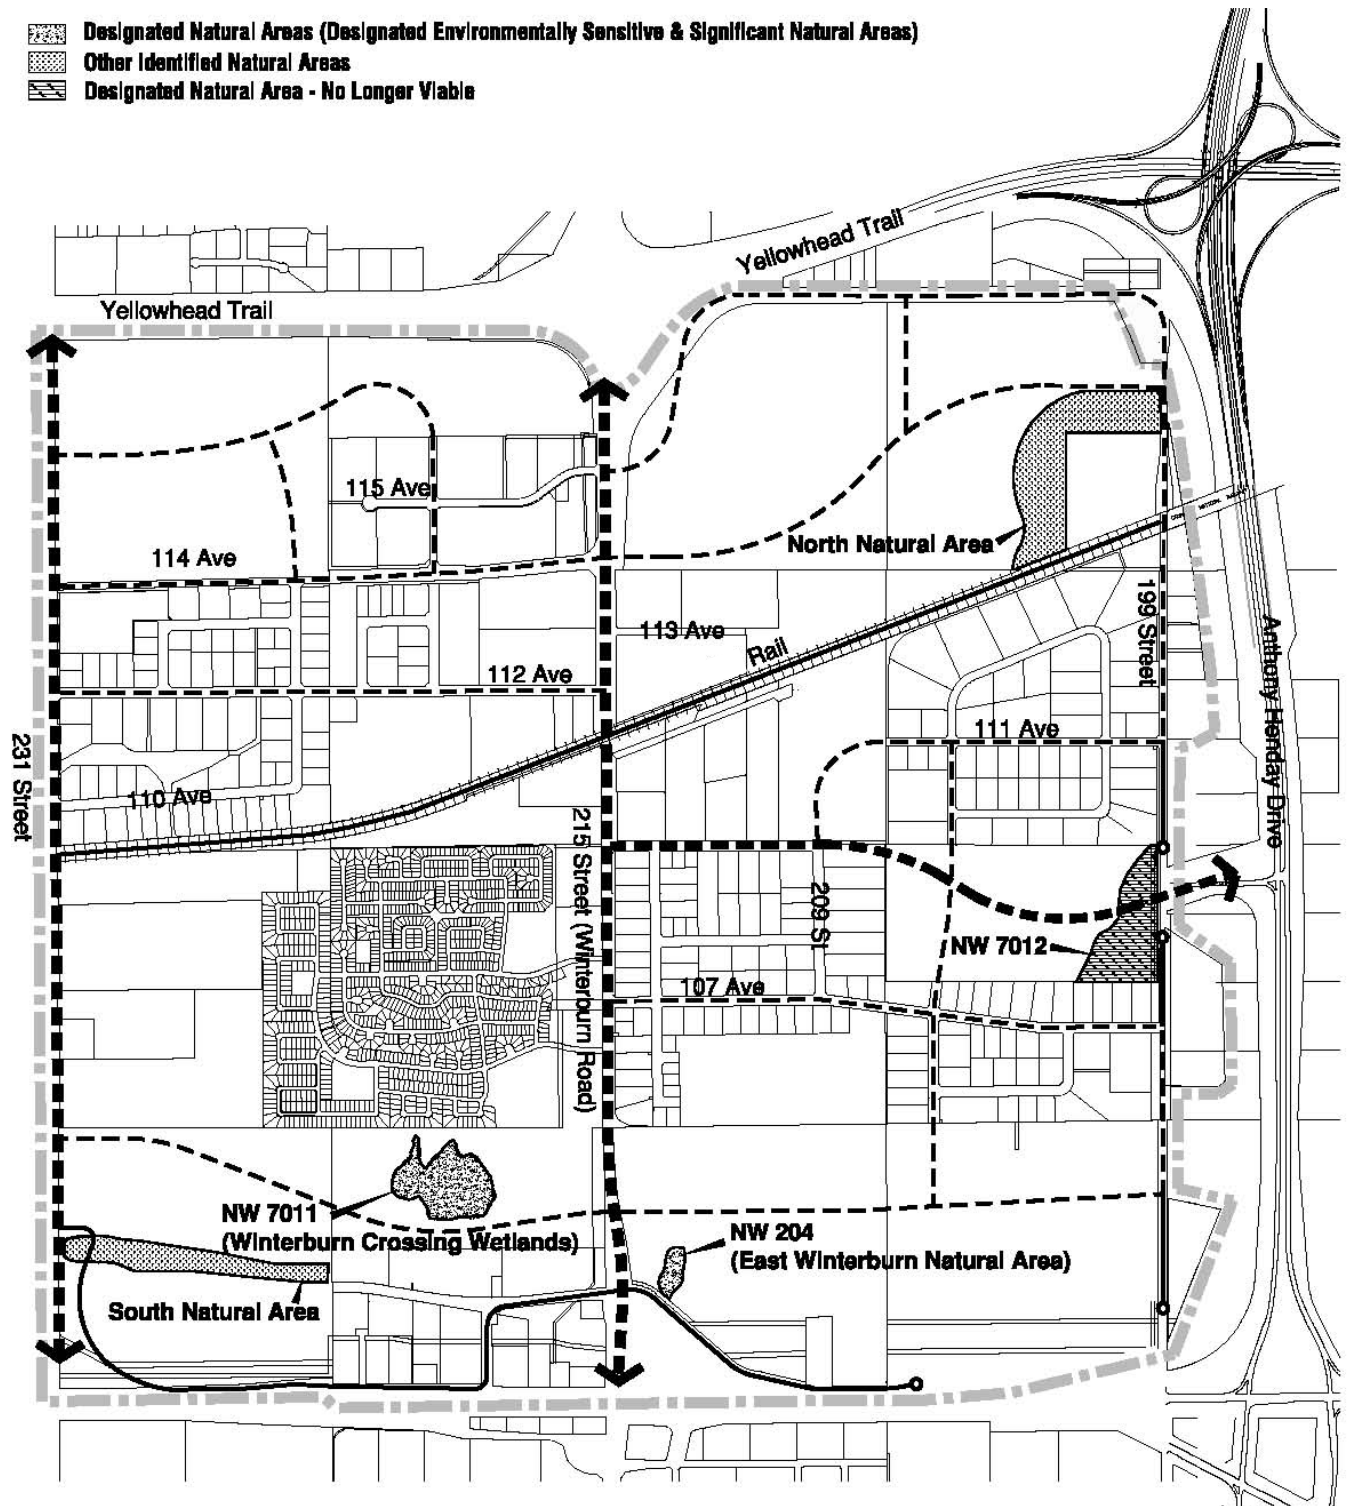 Designated Natural Areas (Designated Environmentally Sensitive & Significant Natural Areas)
Other Identified Natural Areas
Designated Natural Area - No Longer Viable
Yellowhead Trail
Yellowhead Trail
115 Ave
114 Ave
North Natural Area
113 Ave
Rail
112 Ave
199 Street
Anthony Henday Drive
111 Ave
231 Street
110 Ave
215 Street (Winterburn Road)
209 St
NW 7012
107 Ave
NW 7011
(Winterburn Crossing Wetlands)
NW 204
(East Winterburn Natural Area)
South Natural Area